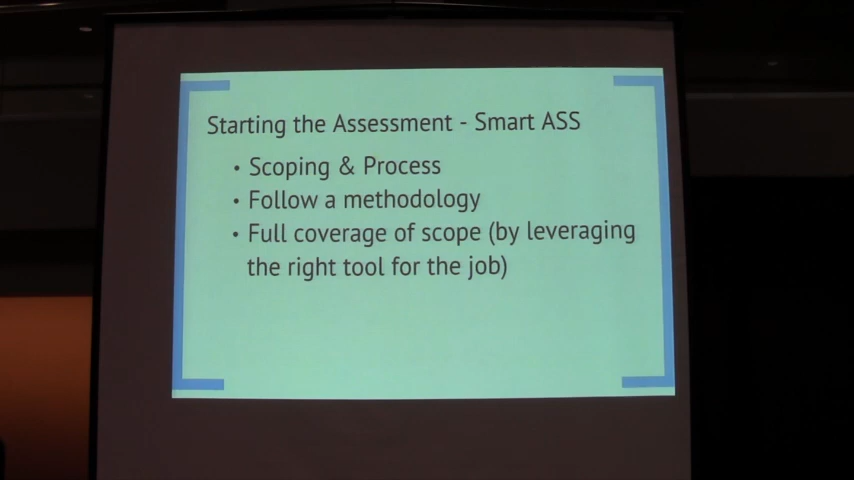 Starting the Assessment - Smart ASS
• Scoping & Process
• Follow a methodology
• Full coverage of scope (by leveraging
the right tool for the job)